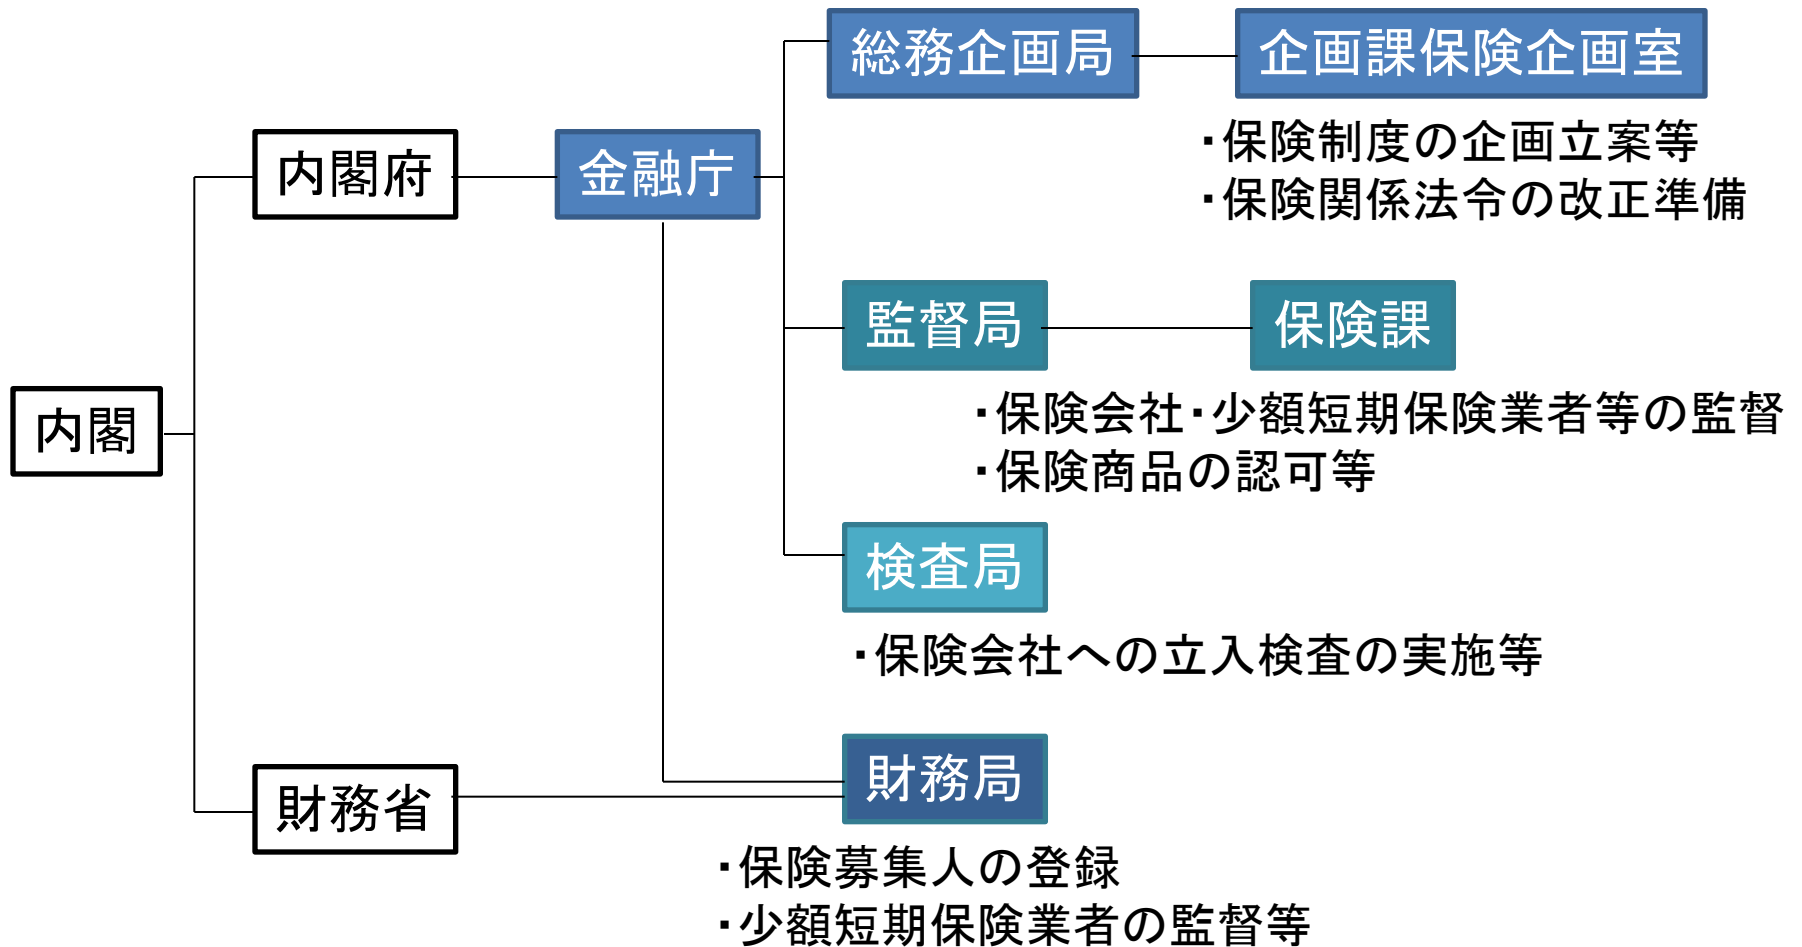 総務企画局
企画課保険企画室
・保険制度の企画立案等
・保険関係法令の改正準備
内閣府
金融庁
監督局
保険課
・保険会社・少額短期保険業者等の監督
・保険商品の認可等
内閣
検査局
・保険会社への立入検査の実施等
財務省
財務局
・保険募集人の登録
・少額短期保険業者の監督等